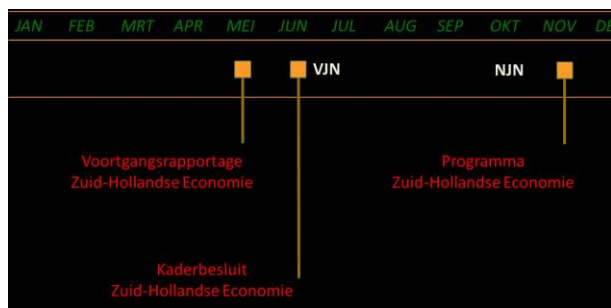 JAN FEB MRT APR MEI JUN JUL AUG SEP OKT NOV DE
VJN NJN
Voortgangsrapportage
Zuid-Hollandse Economie
Programma
Zuid-Hollandse Economie
Kaderbesluit
Zuid-Hollandse Economie